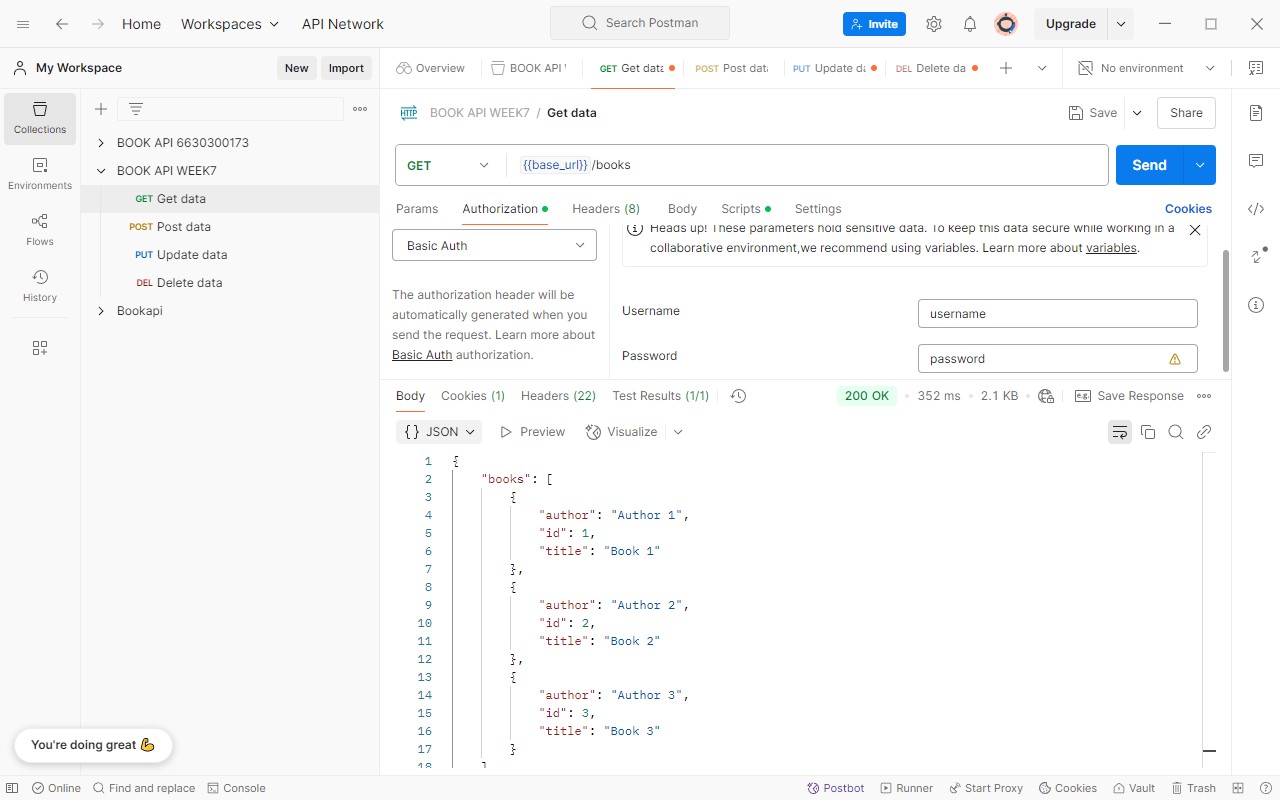 Home Workspaces API Network Search Postman Invite Upgrade
My Workspace New Import
Overview BOOK API GET Get data POST Post dat PUT Update da DEL Delete da No environment
Collections
Environments
Flows
History
BOOK API 6630300173
BOOK API WEEK7
GET Get data
POST Post data
PUT Update data
DEL Delete data
Bookapi
HTTP BOOK API WEEK7 / Get data Save Share
GET {{base_url}} /books Send
Params Authorization Headers (8) Body Scripts Settings Cookies
Basic Auth
The authorization header will be
automatically generated when you
send the request. Learn more about
Basic Auth authorization.
Heads up! These parameters hold sensitive data. To keep this data secure while working in a
collaborative environment,we recommend using variables. Learn more about variables.
Username username
Password password
Body Cookies (1) Headers (22) Test Results (1/1) 200 OK 352 ms 2.1 KB e.g. Save Response
{} JSON Preview Visualize
1 {
2 "books": [
3 {
4 "author": "Author 1",
5 "id": 1,
6 "title": "Book 1"
7 },
8 {
9 "author": "Author 2",
10 "id": 2,
11 "title": "Book 2"
12 },
13 {
14 "author": "Author 3",
15 "id": 3,
16 "title": "Book 3"
17 }
18 ]
You're doing great 💪
Online Find and replace Console Postbot Runner Start Proxy Cookies Vault Trash